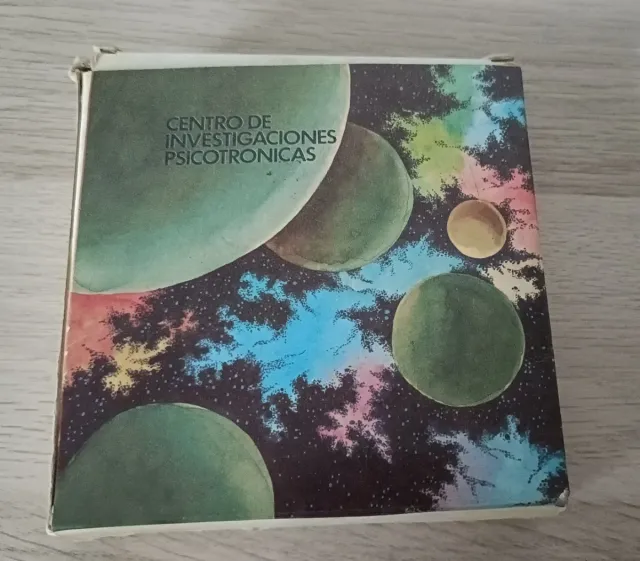 CENTRO DE
INVESTIGACIONES
PSICOTRONICAS